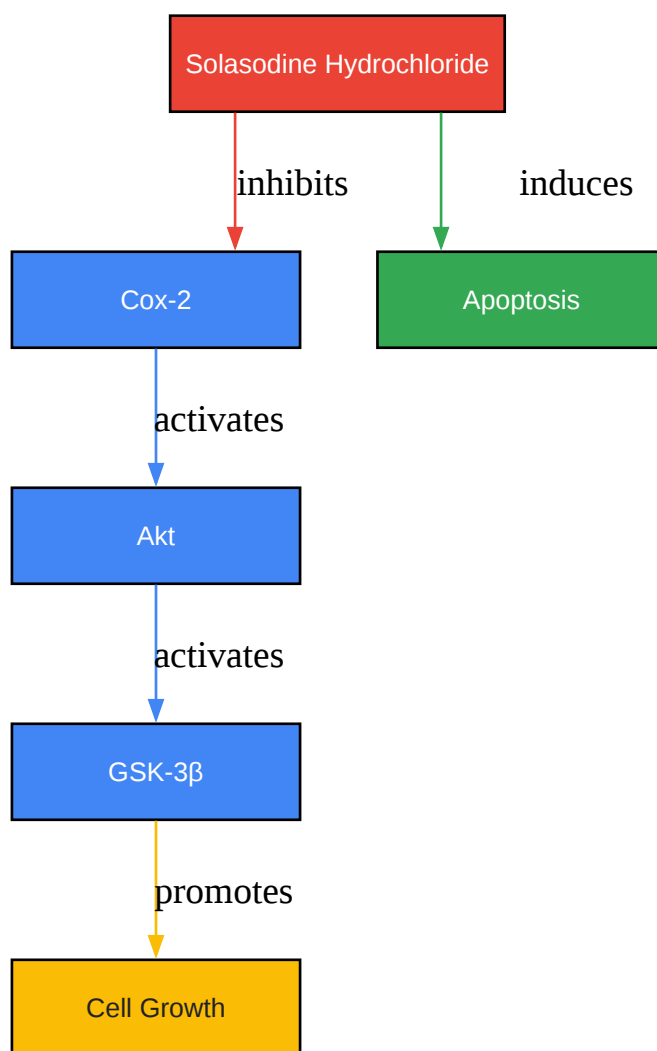 Solasodine Hydrochloride
inhibits
induces
Cox-2
Apoptosis
activates
Akt
activates
GSK-3β
promotes
Cell Growth